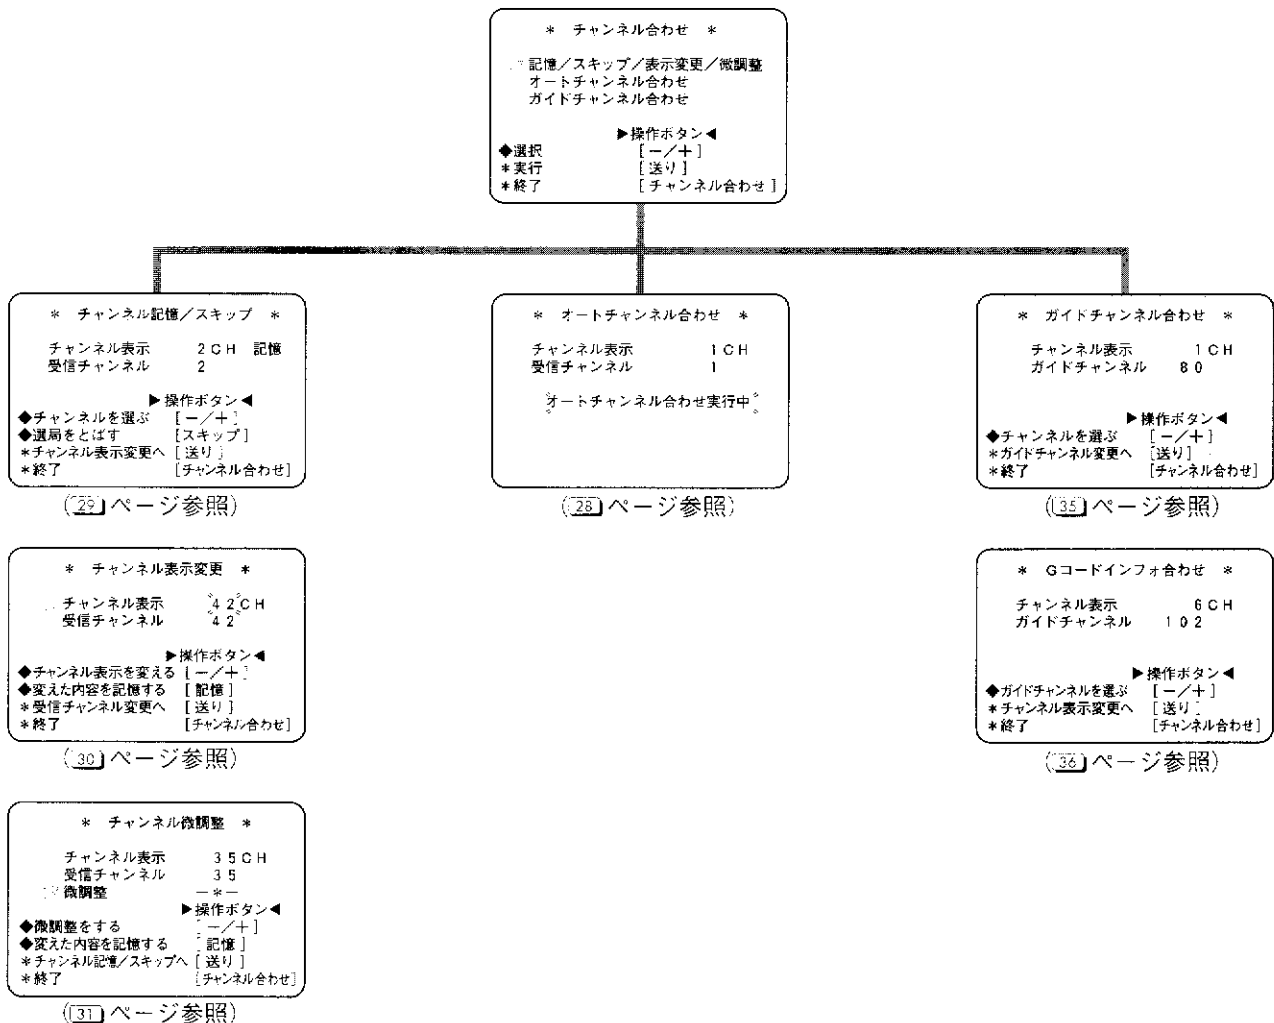 * チャンネル合わせ *
記憶/スキップ/表示変更/微調整
オートチャンネル合わせ
ガイドチャンネル合わせ
▶操作ボタン◀
◆選択 [-/+]
*実行 [送り]
*終了 [チャンネル合わせ]
* チャンネル記憶/スキップ *
チャンネル表示 2CH 記憶
受信チャンネル 2
▶操作ボタン◀
◆チャンネルを選ぶ [-/+]
◆選局をとばす [スキップ]
*チャンネル表示変更へ [送り]
*終了 [チャンネル合わせ]
(29ページ参照)
* オートチャンネル合わせ *
チャンネル表示 1CH
受信チャンネル 1
オートチャンネル合わせ実行中
(28ページ参照)
* ガイドチャンネル合わせ *
チャンネル表示 1CH
ガイドチャンネル 80
▶操作ボタン◀
◆チャンネルを選ぶ [-/+]
*ガイドチャンネル変更へ [送り]
*終了 [チャンネル合わせ]
(35ページ参照)
* チャンネル表示変更 *
チャンネル表示 42CH
受信チャンネル 42
▶操作ボタン◀
◆チャンネル表示を変える [-/+]
◆変えた内容を記憶する [記憶]
*受信チャンネル変更へ [送り]
*終了 [チャンネル合わせ]
(30ページ参照)
* Gコードインフォ合わせ *
チャンネル表示 6CH
ガイドチャンネル 102
▶操作ボタン◀
◆ガイドチャンネルを選ぶ [-/+]
*チャンネル表示変更へ [送り]
*終了 [チャンネル合わせ]
(36ページ参照)
* チャンネル微調整 *
チャンネル表示 35CH
受信チャンネル 35
微調整 -*-
▶操作ボタン◀
◆微調整をする [-/+]
◆変えた内容を記憶する [記憶]
*チャンネル記憶/スキップへ [送り]
*終了 [チャンネル合わせ]
(31ページ参照)